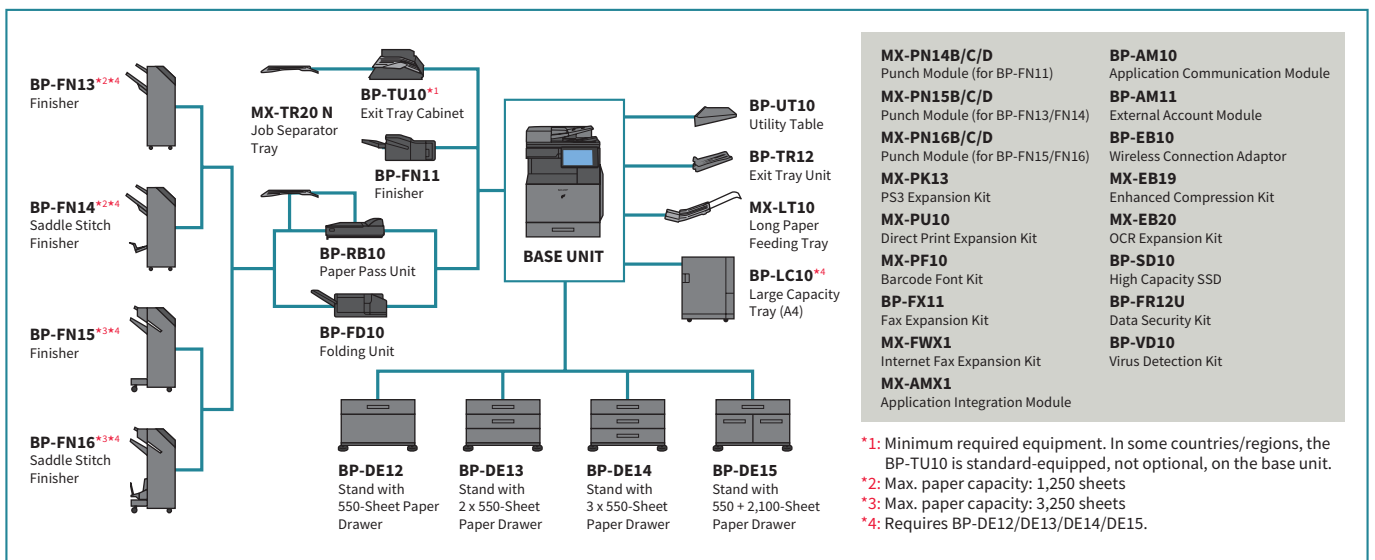 BP-FN13*2*4
Finisher
BP-FN14*2*4
Saddle Stitch
Finisher
BP-FN15*3*4
Finisher
BP-FN16*3*4
Saddle Stitch
Finisher
MX-TR20 N
Job Separator
Tray
BP-TU10*1
Exit Tray Cabinet
BP-FN11
Finisher
BP-RB10
Paper Pass Unit
BP-FD10
Folding Unit
BASE UNIT
BP-UT10
Utility Table
BP-TR12
Exit Tray Unit
MX-LT10
Long Paper
Feeding Tray
BP-LC10*4
Large Capacity
Tray (A4)
BP-DE12
Stand with
550-Sheet Paper
Drawer
BP-DE13
Stand with
2 x 550-Sheet
Paper Drawer
BP-DE14
Stand with
3 x 550-Sheet
Paper Drawer
BP-DE15
Stand with
550 + 2,100-Sheet
Paper Drawer
MX-PN14B/C/D
Punch Module (for BP-FN11)
MX-PN15B/C/D
Punch Module (for BP-FN13/FN14)
MX-PN16B/C/D
Punch Module (for BP-FN15/FN16)
MX-PK13
PS3 Expansion Kit
MX-PU10
Direct Print Expansion Kit
MX-PF10
Barcode Font Kit
BP-FX11
Fax Expansion Kit
MX-FWX1
Internet Fax Expansion Kit
MX-AMX1
Application Integration Module
BP-AM10
Application Communication Module
BP-AM11
External Account Module
BP-EB10
Wireless Connection Adaptor
MX-EB19
Enhanced Compression Kit
MX-EB20
OCR Expansion Kit
BP-SD10
High Capacity SSD
BP-FR12U
Data Security Kit
BP-VD10
Virus Detection Kit
*1: Minimum required equipment. In some countries/regions, the
BP-TU10 is standard-equipped, not optional, on the base unit.
*2: Max. paper capacity: 1,250 sheets
*3: Max. paper capacity: 3,250 sheets
*4: Requires BP-DE12/DE13/DE14/DE15.